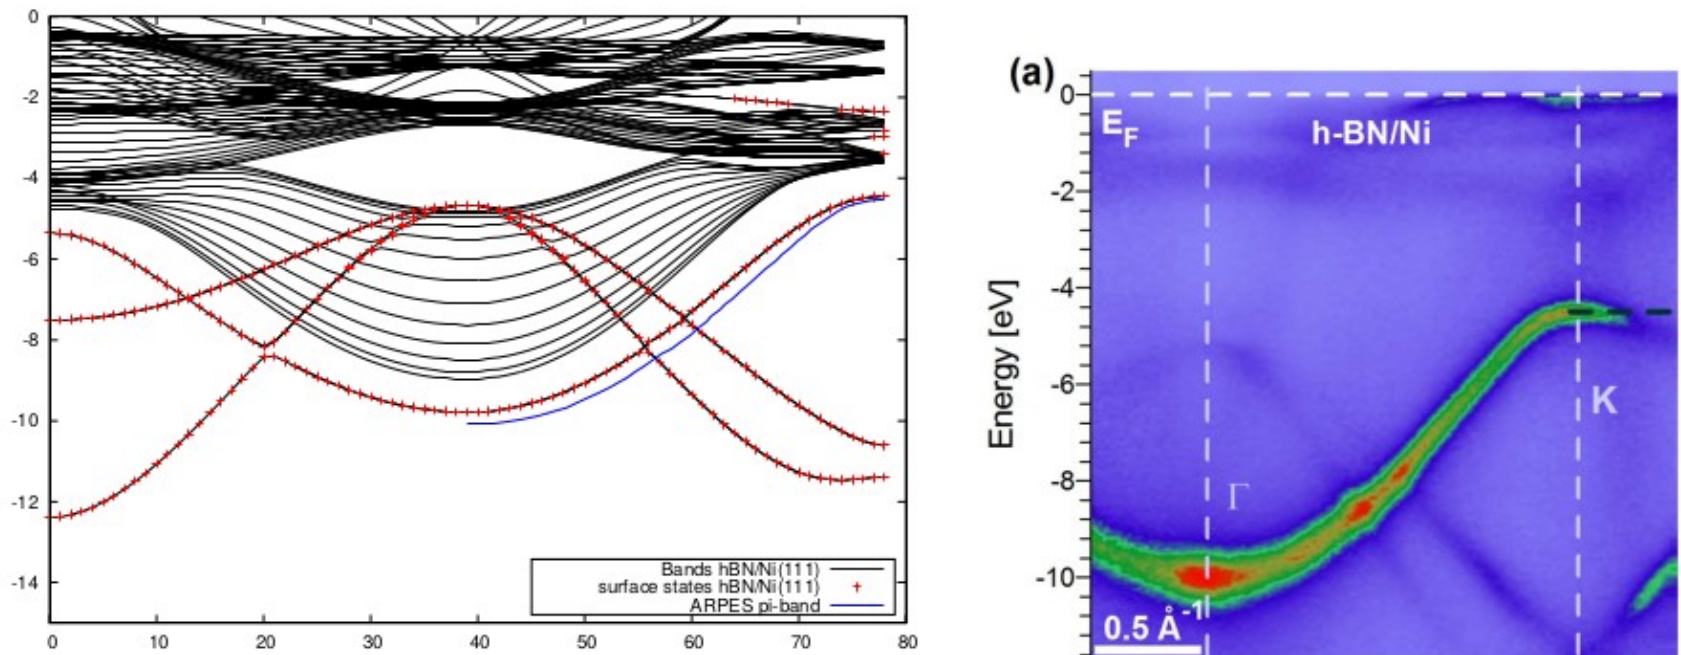 0
-2
-4
-6
-8
-10
-12
-14
0 10 20 30 40 50 60 70 80
Bands hBN/Ni(111)
surface states hBN/Ni(111)
ARPES pi-band
(a)
0
-2
-4
-6
-8
-10
Energy [eV]
E_F
h-BN/Ni
Γ
K
0.5 Å⁻¹